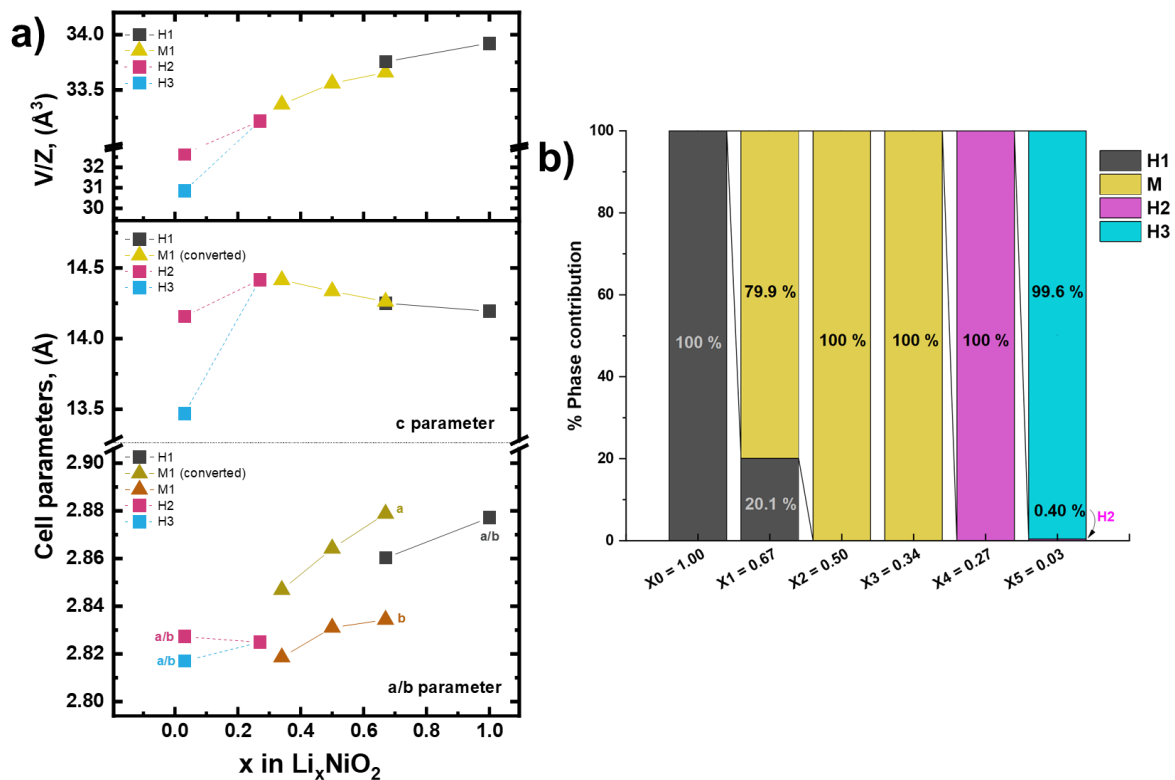 a)
H1
M1
H2
H3
V/Z, (Å³)
34.0
33.5
32
31
30
H1
M1 (converted)
H2
H3
14.5
14.0
13.5
c parameter
Cell parameters, (Å)
H1
M1 (converted)
M1
H2
H3
2.90
2.88
2.86
2.84
2.82
2.80
a
a/b
b
a/b
a/b
a/b parameter
0.0 0.2 0.4 0.6 0.8 1.0
x in LiₓNiO₂
b)
% Phase contribution
100
80
60
40
20
0
100 %
79.9 %
20.1 %
100 %
100 %
100 %
99.6 %
0.40 %
H2
X0 = 1.00
X1 = 0.67
X2 = 0.50
X3 = 0.34
X4 = 0.27
X5 = 0.03
H1
M
H2
H3